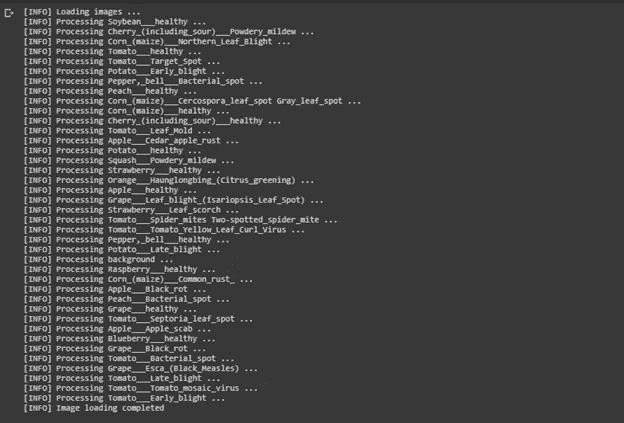 [INFO] Loading images ...
[INFO] Processing Soybean___healthy ...
[INFO] Processing Cherry_(including_sour)___Powdery_mildew ...
[INFO] Processing Corn_(maize)___Northern_Leaf_Blight ...
[INFO] Processing Tomato___healthy ...
[INFO] Processing Tomato___Target_Spot ...
[INFO] Processing Potato___Early_blight ...
[INFO] Processing Pepper,_bell___Bacterial_spot ...
[INFO] Processing Peach___healthy ...
[INFO] Processing Corn_(maize)___Cercospora_leaf_spot Gray_leaf_spot ...
[INFO] Processing Corn_(maize)___healthy ...
[INFO] Processing Cherry_(including_sour)___healthy ...
[INFO] Processing Tomato___Leaf_Mold ...
[INFO] Processing Apple___Cedar_apple_rust ...
[INFO] Processing Potato___healthy ...
[INFO] Processing Squash___Powdery_mildew ...
[INFO] Processing Strawberry___healthy ...
[INFO] Processing Orange___Haunglongbing_(Citrus_greening) ...
[INFO] Processing Apple___healthy ...
[INFO] Processing Grape___Leaf_blight_(Isariopsis_Leaf_Spot) ...
[INFO] Processing Strawberry___Leaf_scorch ...
[INFO] Processing Tomato___Spider_mites Two-spotted_spider_mite ...
[INFO] Processing Tomato___Tomato_Yellow_Leaf_Curl_Virus ...
[INFO] Processing Pepper,_bell___healthy ...
[INFO] Processing Potato___Late_blight ...
[INFO] Processing background ...
[INFO] Processing Raspberry___healthy ...
[INFO] Processing Corn_(maize)___Common_rust_ ...
[INFO] Processing Apple___Black_rot ...
[INFO] Processing Peach___Bacterial_spot ...
[INFO] Processing Grape___healthy ...
[INFO] Processing Tomato___Septoria_leaf_spot ...
[INFO] Processing Apple___Apple_scab ...
[INFO] Processing Blueberry___healthy ...
[INFO] Processing Grape___Black_rot ...
[INFO] Processing Tomato___Bacterial_spot ...
[INFO] Processing Grape___Esca_(Black_Measles) ...
[INFO] Processing Tomato___Late_blight ...
[INFO] Processing Tomato___Tomato_mosaic_virus ...
[INFO] Processing Tomato___Early_blight ...
[INFO] Image loading completed